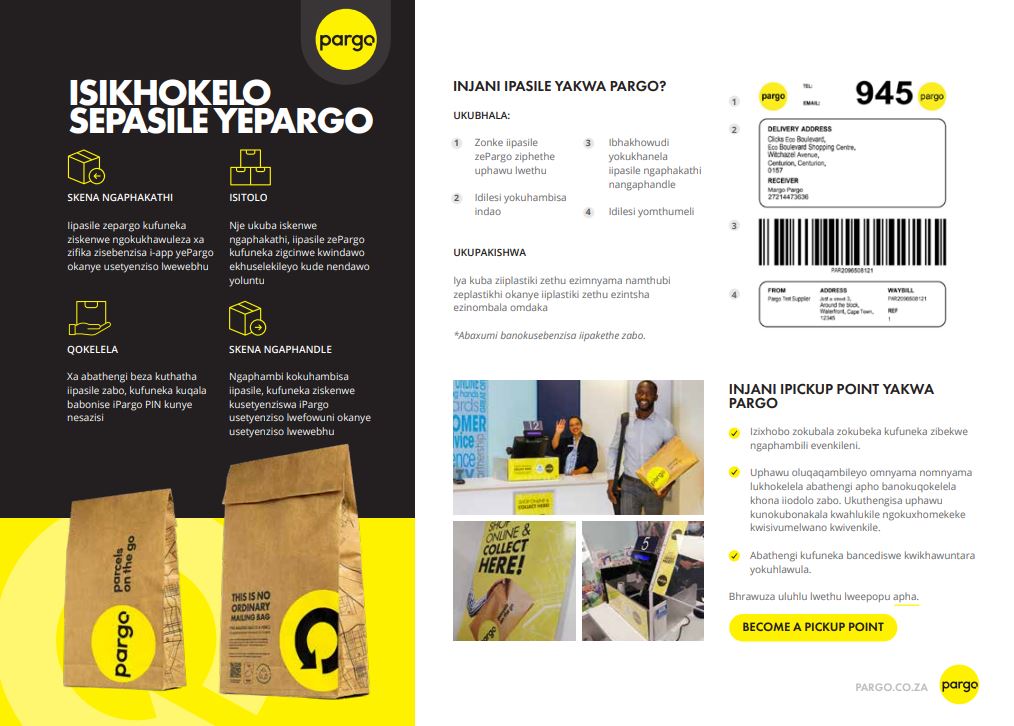 pargo
ISIKHOKELO
SEPASILE YEPARGO
SKENA NGAPHAKATHI
Iipasile zepargo kufuneka
ziskenwe ngokukhawuleza xa
zifika zisebenzisa i-app yePargo
okanye usetyenziso lwewebhu
ISITOLO
Nje ukuba iskenwe
ngaphakathi, iipasile zePargo
kufuneka zigcinwe kwindawo
ekhuselekileyo kude nendawo
yoluntu
QOKELELA
Xa abathengi beza kuthatha
iipasile zabo, kufuneka kuqala
babonise iPargo PIN kunye
nesazisi
SKENA NGAPHANDLE
Ngaphambi kokuhambisa
iipasile, kufuneka ziskenwe
kusetyenziswa iPargo
usetyenziso lwefowuni okanye
usetyenziso lwewebhu
parcels
on the go
pargo
THIS IS NO
ORDINARY
MAILING BAG
INJANI IPASILE YAKWA PARGO?
UKUBHALA:
1 Zonke iipasile
zePargo ziphethe
uphawu lwethu
2 Idilesi yokuhambisa
indao
3 Ibhakhowudi
yokukhanela
iipasile ngaphakathi
nangaphandle
4 Idilesi yomthumeli
UKUPAKISHWA
Iya kuba ziiplastiki zethu ezimnyama namthubi
zeplastikhi okanye iiplastiki zethu ezintsha
ezinombala omdaka
*Abaxumi banokusebenzisa iipakethe zabo.
1
pargo
TEL:
EMAIL:
945
pargo
2
DELIVERY ADDRESS
Clicks Eco Boulevard,
Eco Boulevard Shopping Centre,
Witchazel Avenue,
Centurion, Centurion,
0157
RECEIVER
Margo Pargo
27214473636
3
PAR2096508121
4
FROM
Pargo Test Supplier
ADDRESS
Just a street 3,
Around the block,
Waterfront, Cape Town,
12345
WAYBILL
PAR2096508121
REF
1
12
SHOP ONLINE &
COLLECT HERE!
pargo
SHOP
ONLINE &
COLLECT
HERE!
5
INJANI IPICKUP POINT YAKWA
PARGO
Izixhobo zokubala zokubeka kufuneka zibekwe
ngaphambili evenkileni.
Uphawu oluqaqambileyo omnyama nomnyama
lukhokelela abathengi apho banokuqokelela
khona iiodolo zabo. Ukuthengisa uphawu
kunokubonakala kwahlukile ngokuxhomekeke
kwisivumelwano kwivenkile.
Abathengi kufuneka bancediswe kwikhawuntara
yokuhlawula.
Bhrawuza uluhlu lwethu lweepopu apha.
BECOME A PICKUP POINT
PARGO.CO.ZA
pargo